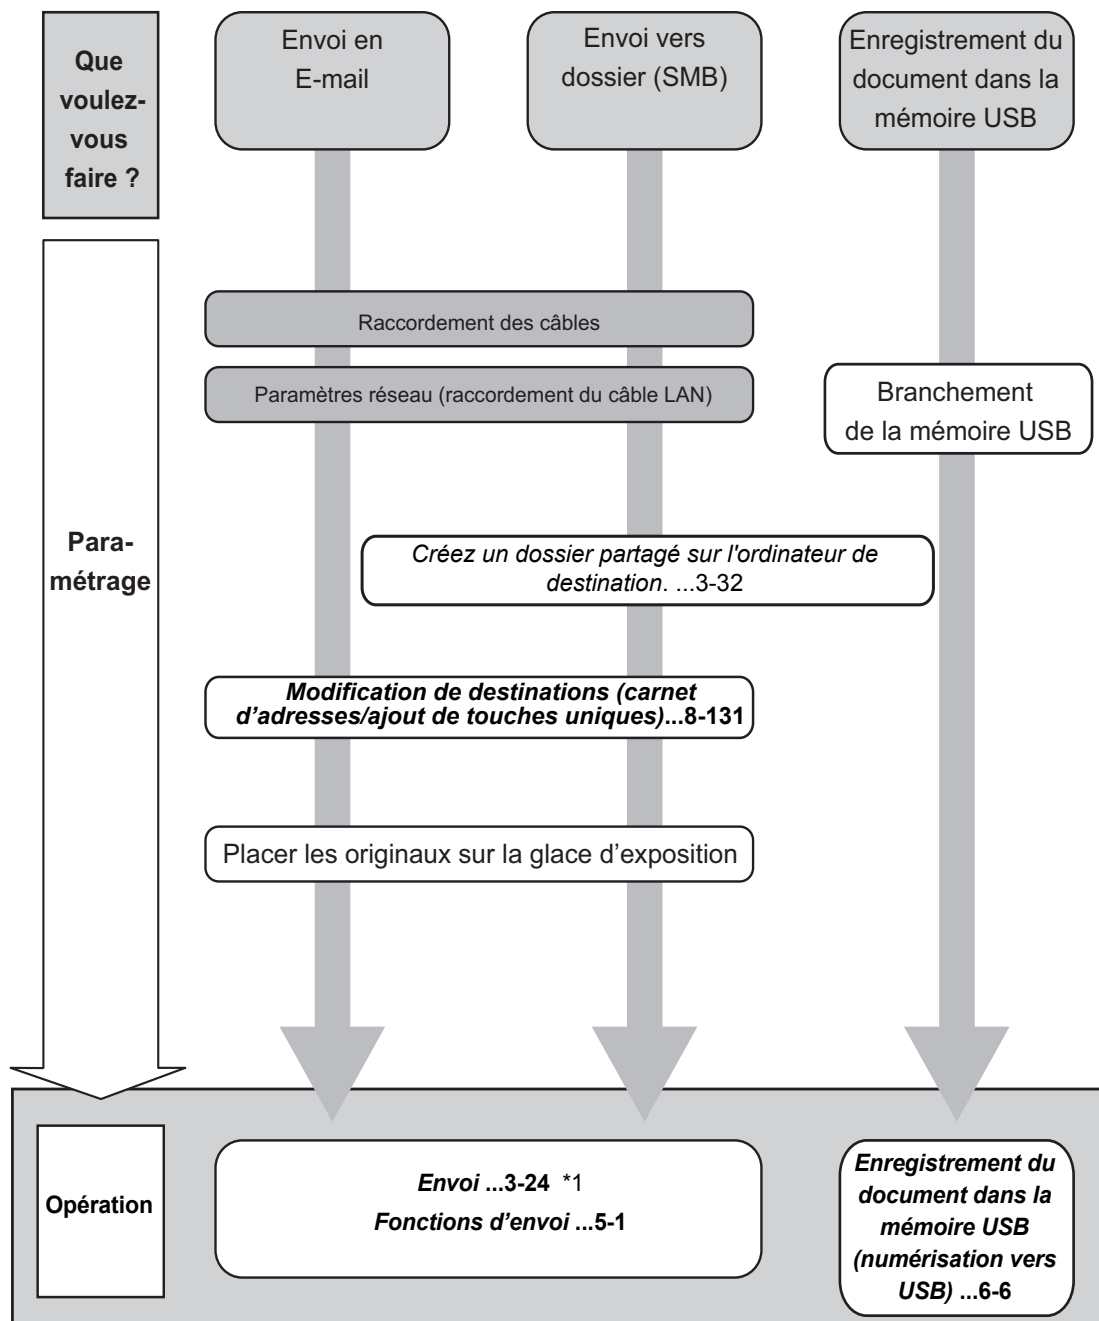 Que
voulez-
vous
faire ?
Envoi en
E-mail
Envoi vers
dossier (SMB)
Enregistrement du
document dans la
mémoire USB
Raccordement des câbles
Paramètres réseau (raccordement du câble LAN)
Branchement
de la mémoire USB
Para-
métrage
Créez un dossier partagé sur l'ordinateur de
destination. ...3-32
Modification de destinations (carnet
d'adresses/ajout de touches uniques)...8-131
Placer les originaux sur la glace d’exposition
Opération
Envoi ...3-24 *1
Fonctions d’envoi ...5-1
Enregistrement du
document dans la
mémoire USB
(numérisation vers
USB) ...6-6